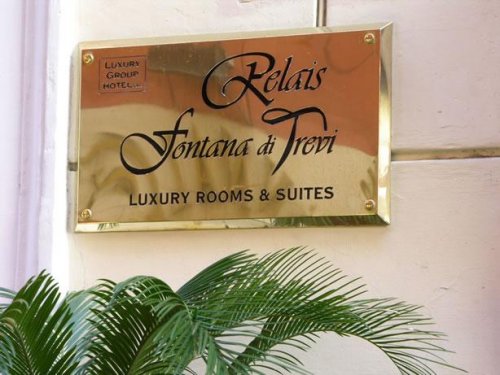 LUXURY
GROUP
HOTEL
Relais
Fontana di Trevi
LUXURY ROOMS & SUITES